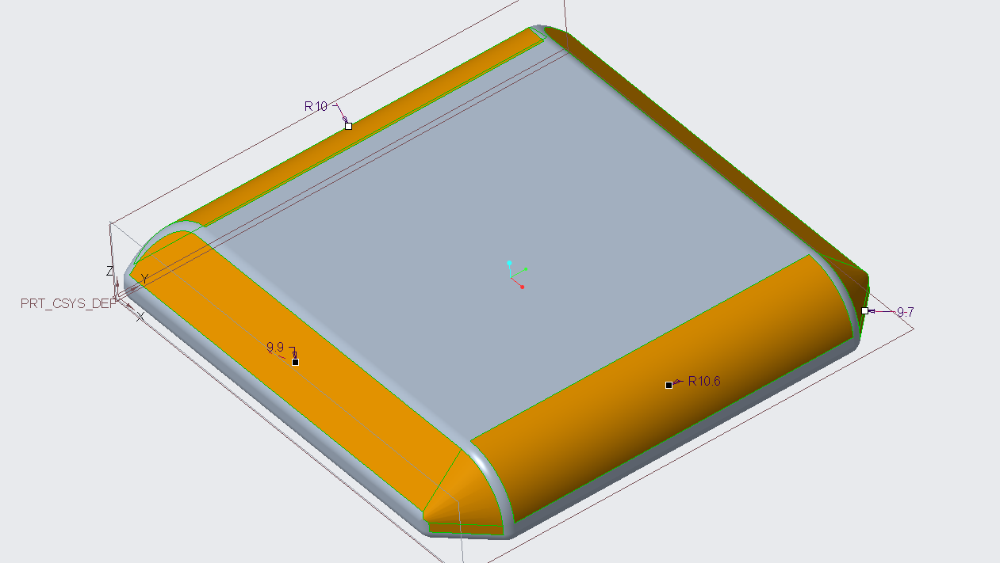 R10
Z
Y
PRT_CSYS_DEF
X
9.7
9.9
R10.6